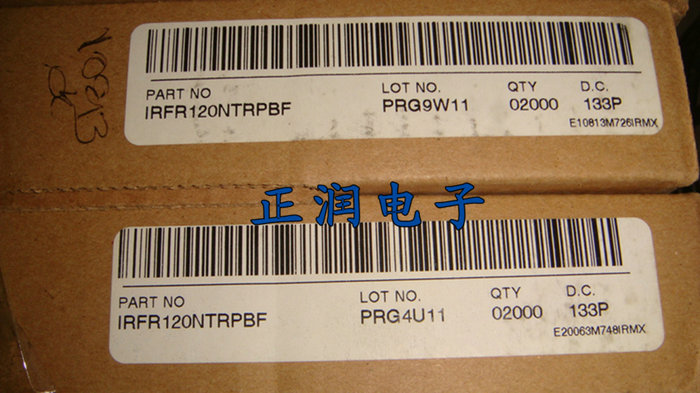 PART NO LOT NO. QTY D.C.
IRFR120NTRPBF PRG9W11 02000 133P
E10813M726IRMX
正润电子
PART NO LOT NO. QTY D.C.
IRFR120NTRPBF PRG4U11 02000 133P
E20063M748IRMX